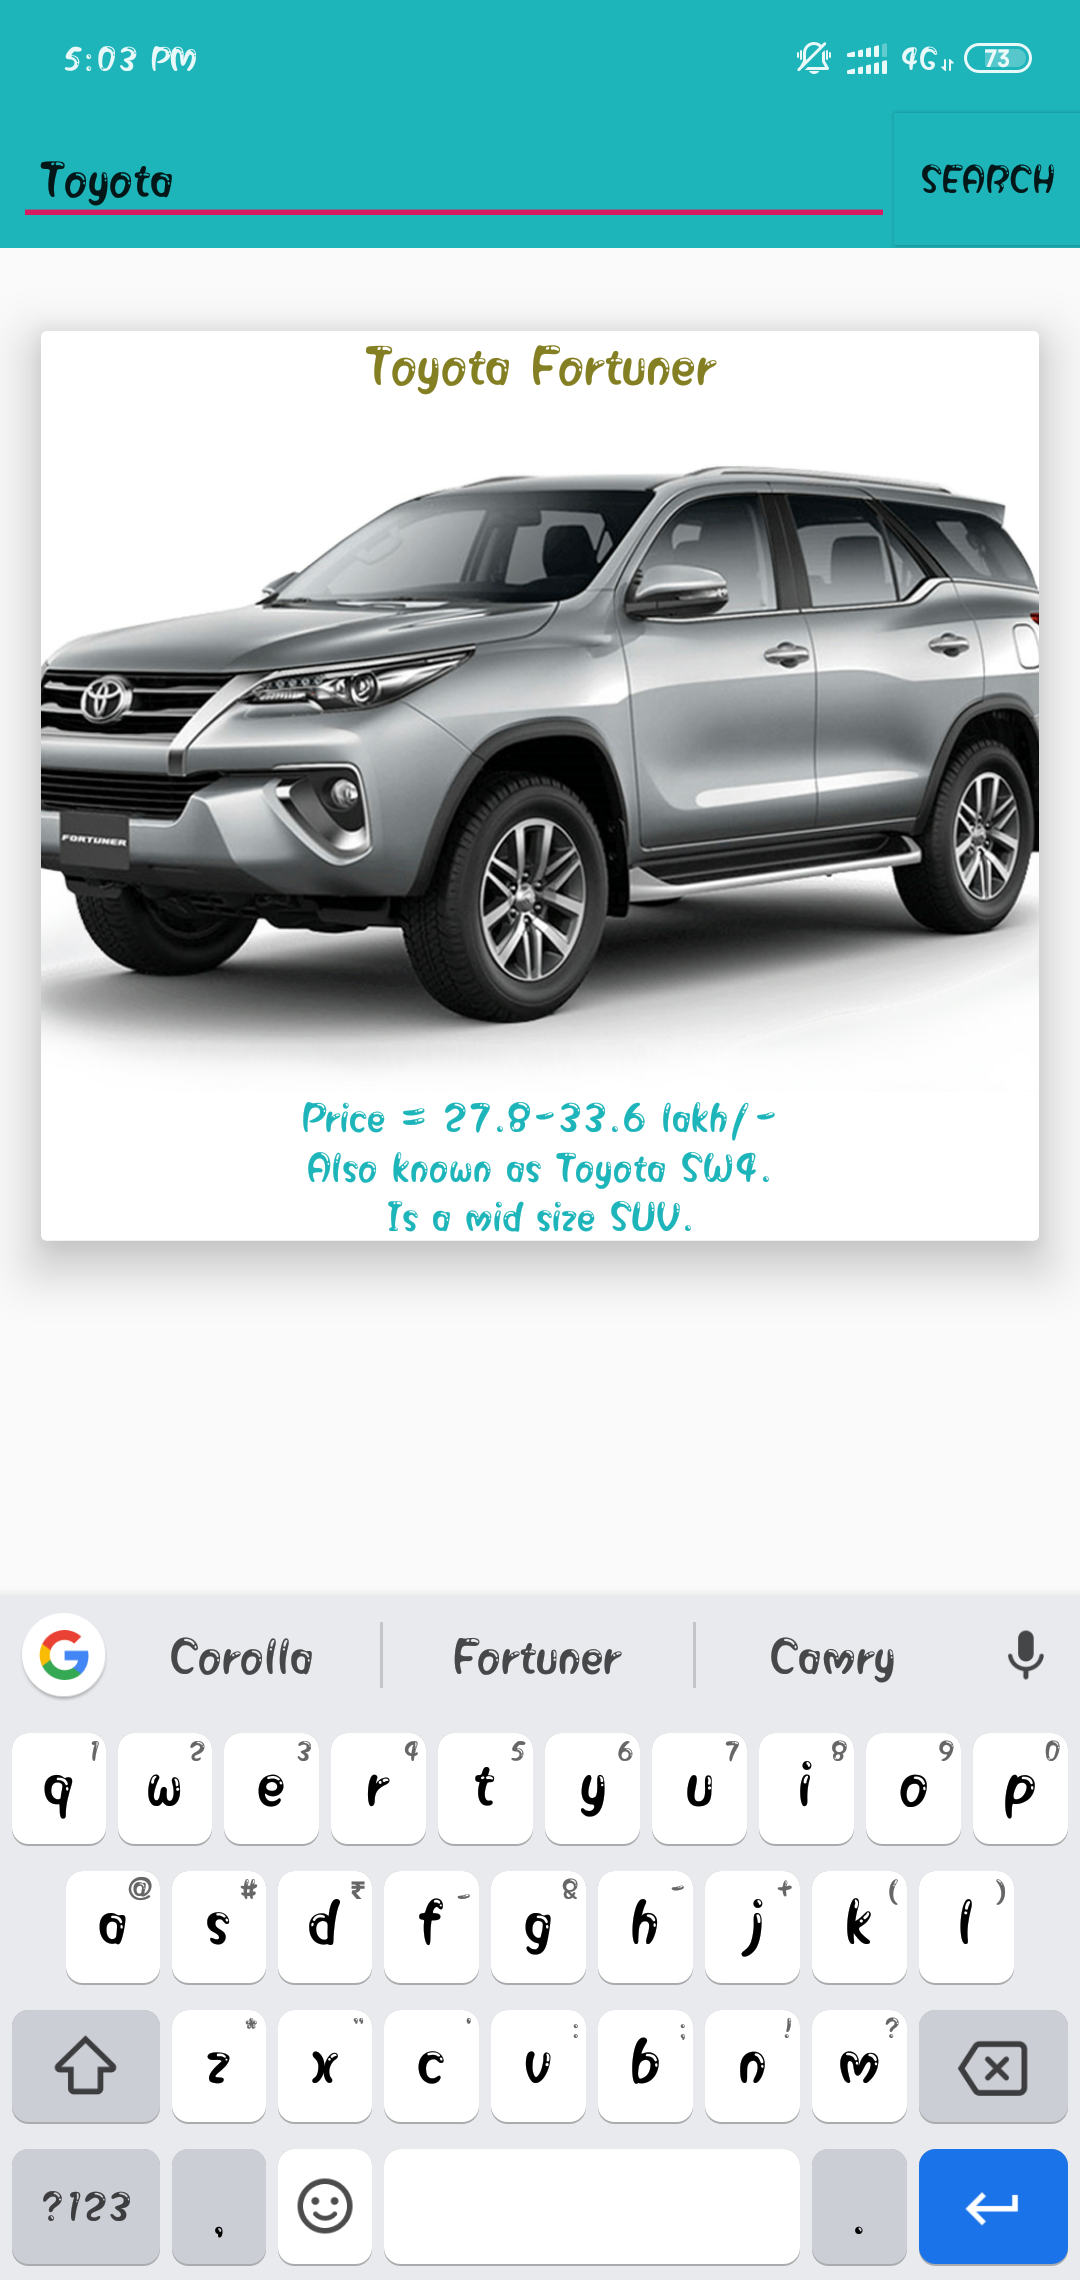 5:03 PM 4G 73
Toyota SEARCH
Toyota Fortuner
FORTUNER
Price = 27.8-33.6 lakh/-
Also known as Toyota SW4.
Is a mid size SUV.
Corolla Fortuner Camry
1 2 3 4 5 6 7 8 9 0
q w e r t y u i o p
@ # ₹ _ & - + ( )
a s d f g h j k l
* " ' : ; ! ?
z x c v b n m
?123 , .